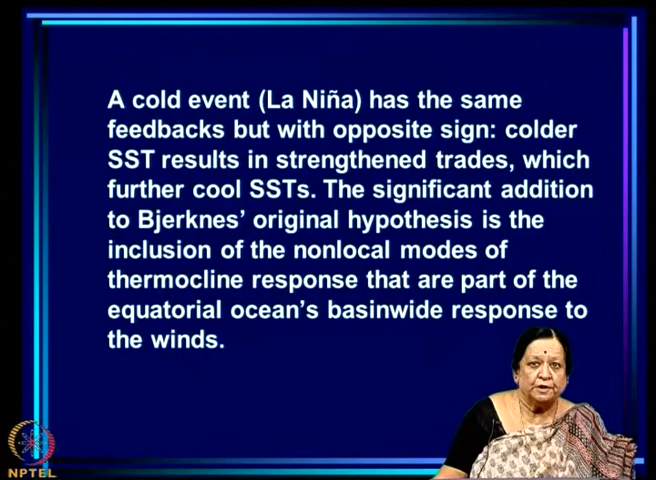 A cold event (La Niña) has the same
feedbacks but with opposite sign: colder
SST results in strengthened trades, which
further cool SSTs. The significant addition
to Bjerknes' original hypothesis is the
inclusion of the nonlocal modes of
thermocline response that are part of the
equatorial ocean's basinwide response to
the winds.
NPTEL